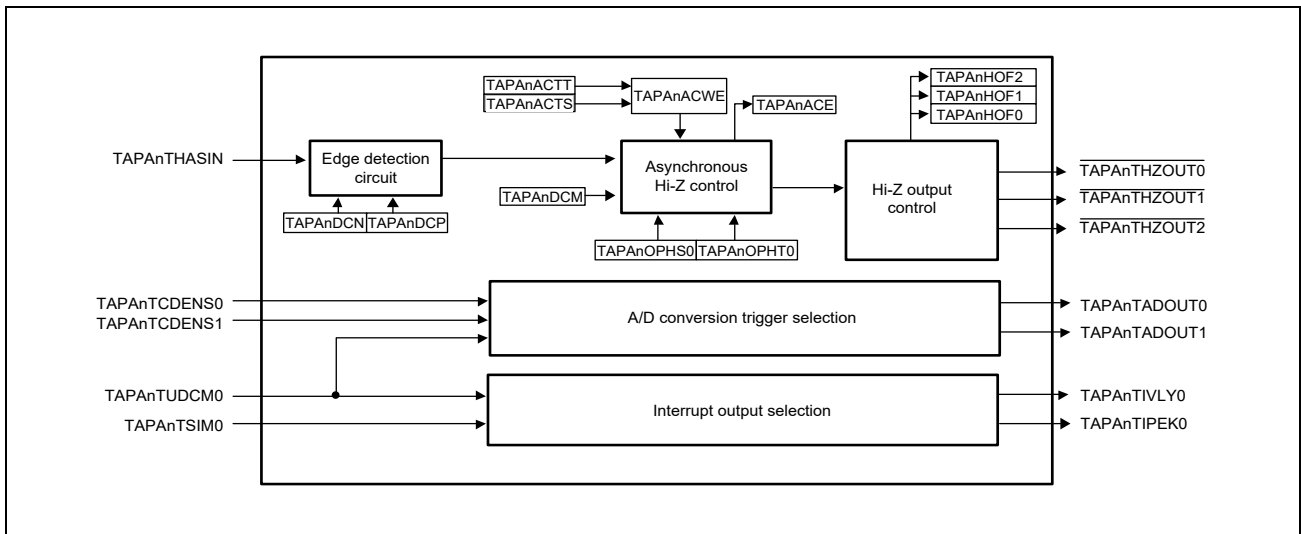 TAPAnACTT
TAPAnACTS
TAPAnACWE
TAPAnACE
TAPAnHOF2
TAPAnHOF1
TAPAnHOF0
TAPAnTHASIN
Edge detection
circuit
TAPAnDCN
TAPAnDCP
TAPAnDCM
Asynchronous
Hi-Z control
TAPAnOPHS0
TAPAnOPHT0
Hi-Z output
control
TAPAnTHZOUT0
TAPAnTHZOUT1
TAPAnTHZOUT2
TAPAnTCDENS0
TAPAnTCDENS1
A/D conversion trigger selection
TAPAnTADOUT0
TAPAnTADOUT1
TAPAnTUDCM0
TAPAnTSIM0
Interrupt output selection
TAPAnTIVLY0
TAPAnTIPEK0